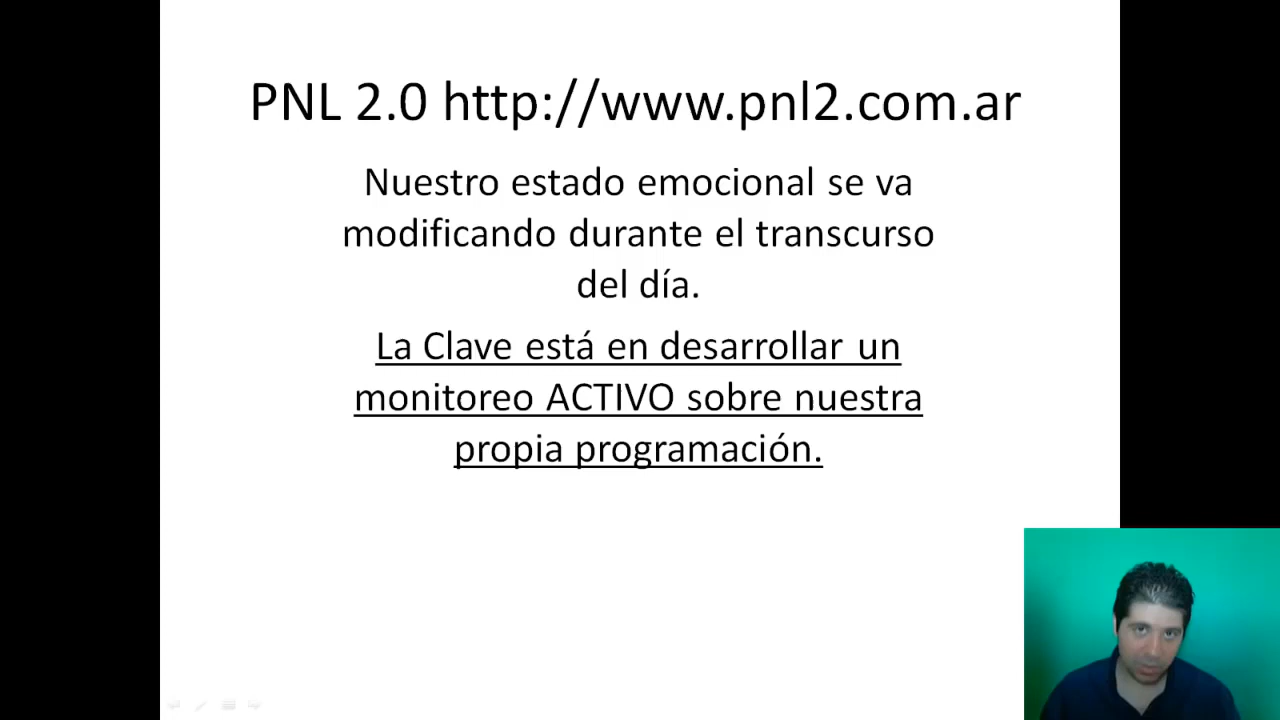 PNL 2.0 http://www.pnl2.com.ar
Nuestro estado emocional se va
modificando durante el transcurso
del día.
La Clave está en desarrollar un
monitoreo ACTIVO sobre nuestra
propia programación.